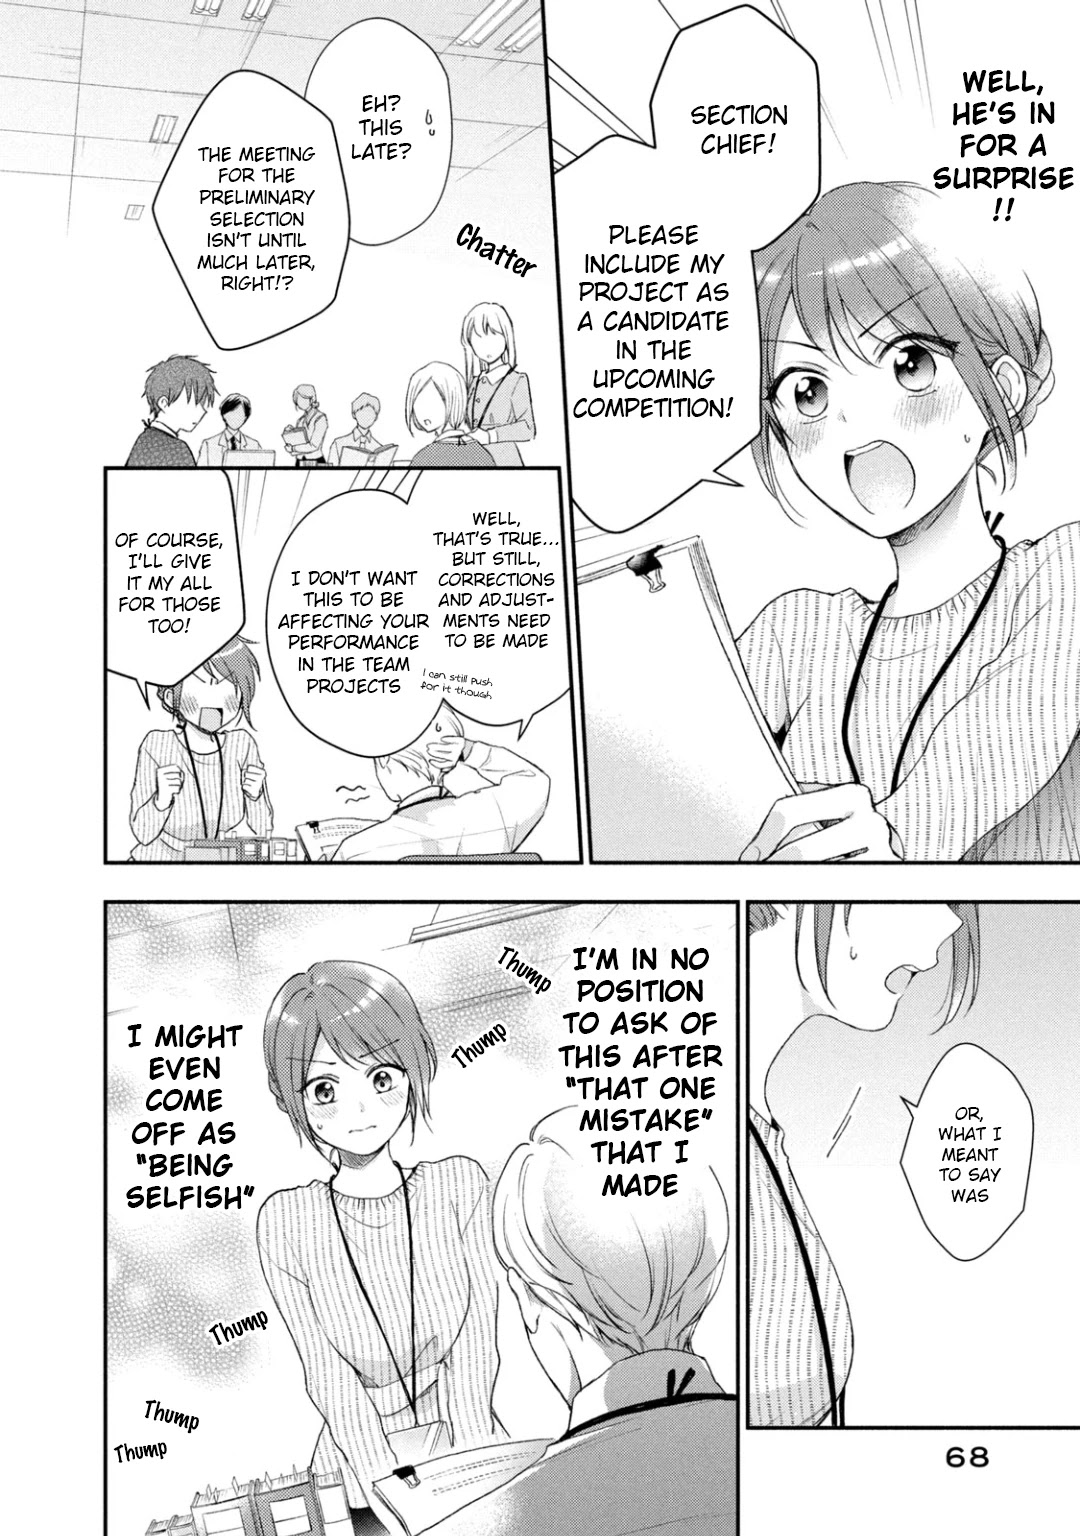 WELL,
HE'S IN
FOR A
SURPRISE
!!
SECTION
CHIEF!
PLEASE
INCLUDE MY
PROJECT AS
A CANDIDATE
IN THE
UPCOMING
COMPETITION!
EH?
THIS
LATE?
THE MEETING
FOR THE
PRELIMINARY
SELECTION
ISN'T UNTIL
MUCH LATER,
RIGHT!?
Chatter
WELL,
THAT'S TRUE...
BUT STILL,
CORRECTIONS
AND ADJUST-
MENTS NEED
TO BE MADE
I DON'T WANT
THIS TO BE
AFFECTING YOUR
PERFORMANCE
IN THE TEAM
PROJECTS
I can still push
for it though
OF COURSE,
I'LL GIVE
IT MY ALL
FOR THOSE
TOO!
OR,
WHAT I
MEANT
TO SAY
WAS
I'M IN NO
POSITION
TO ASK OF
THIS AFTER
"THAT ONE
MISTAKE"
THAT I
MADE
Thump
Thump
I MIGHT
EVEN
COME
OFF AS
"BEING
SELFISH"
Thump
Thump
Thump
68